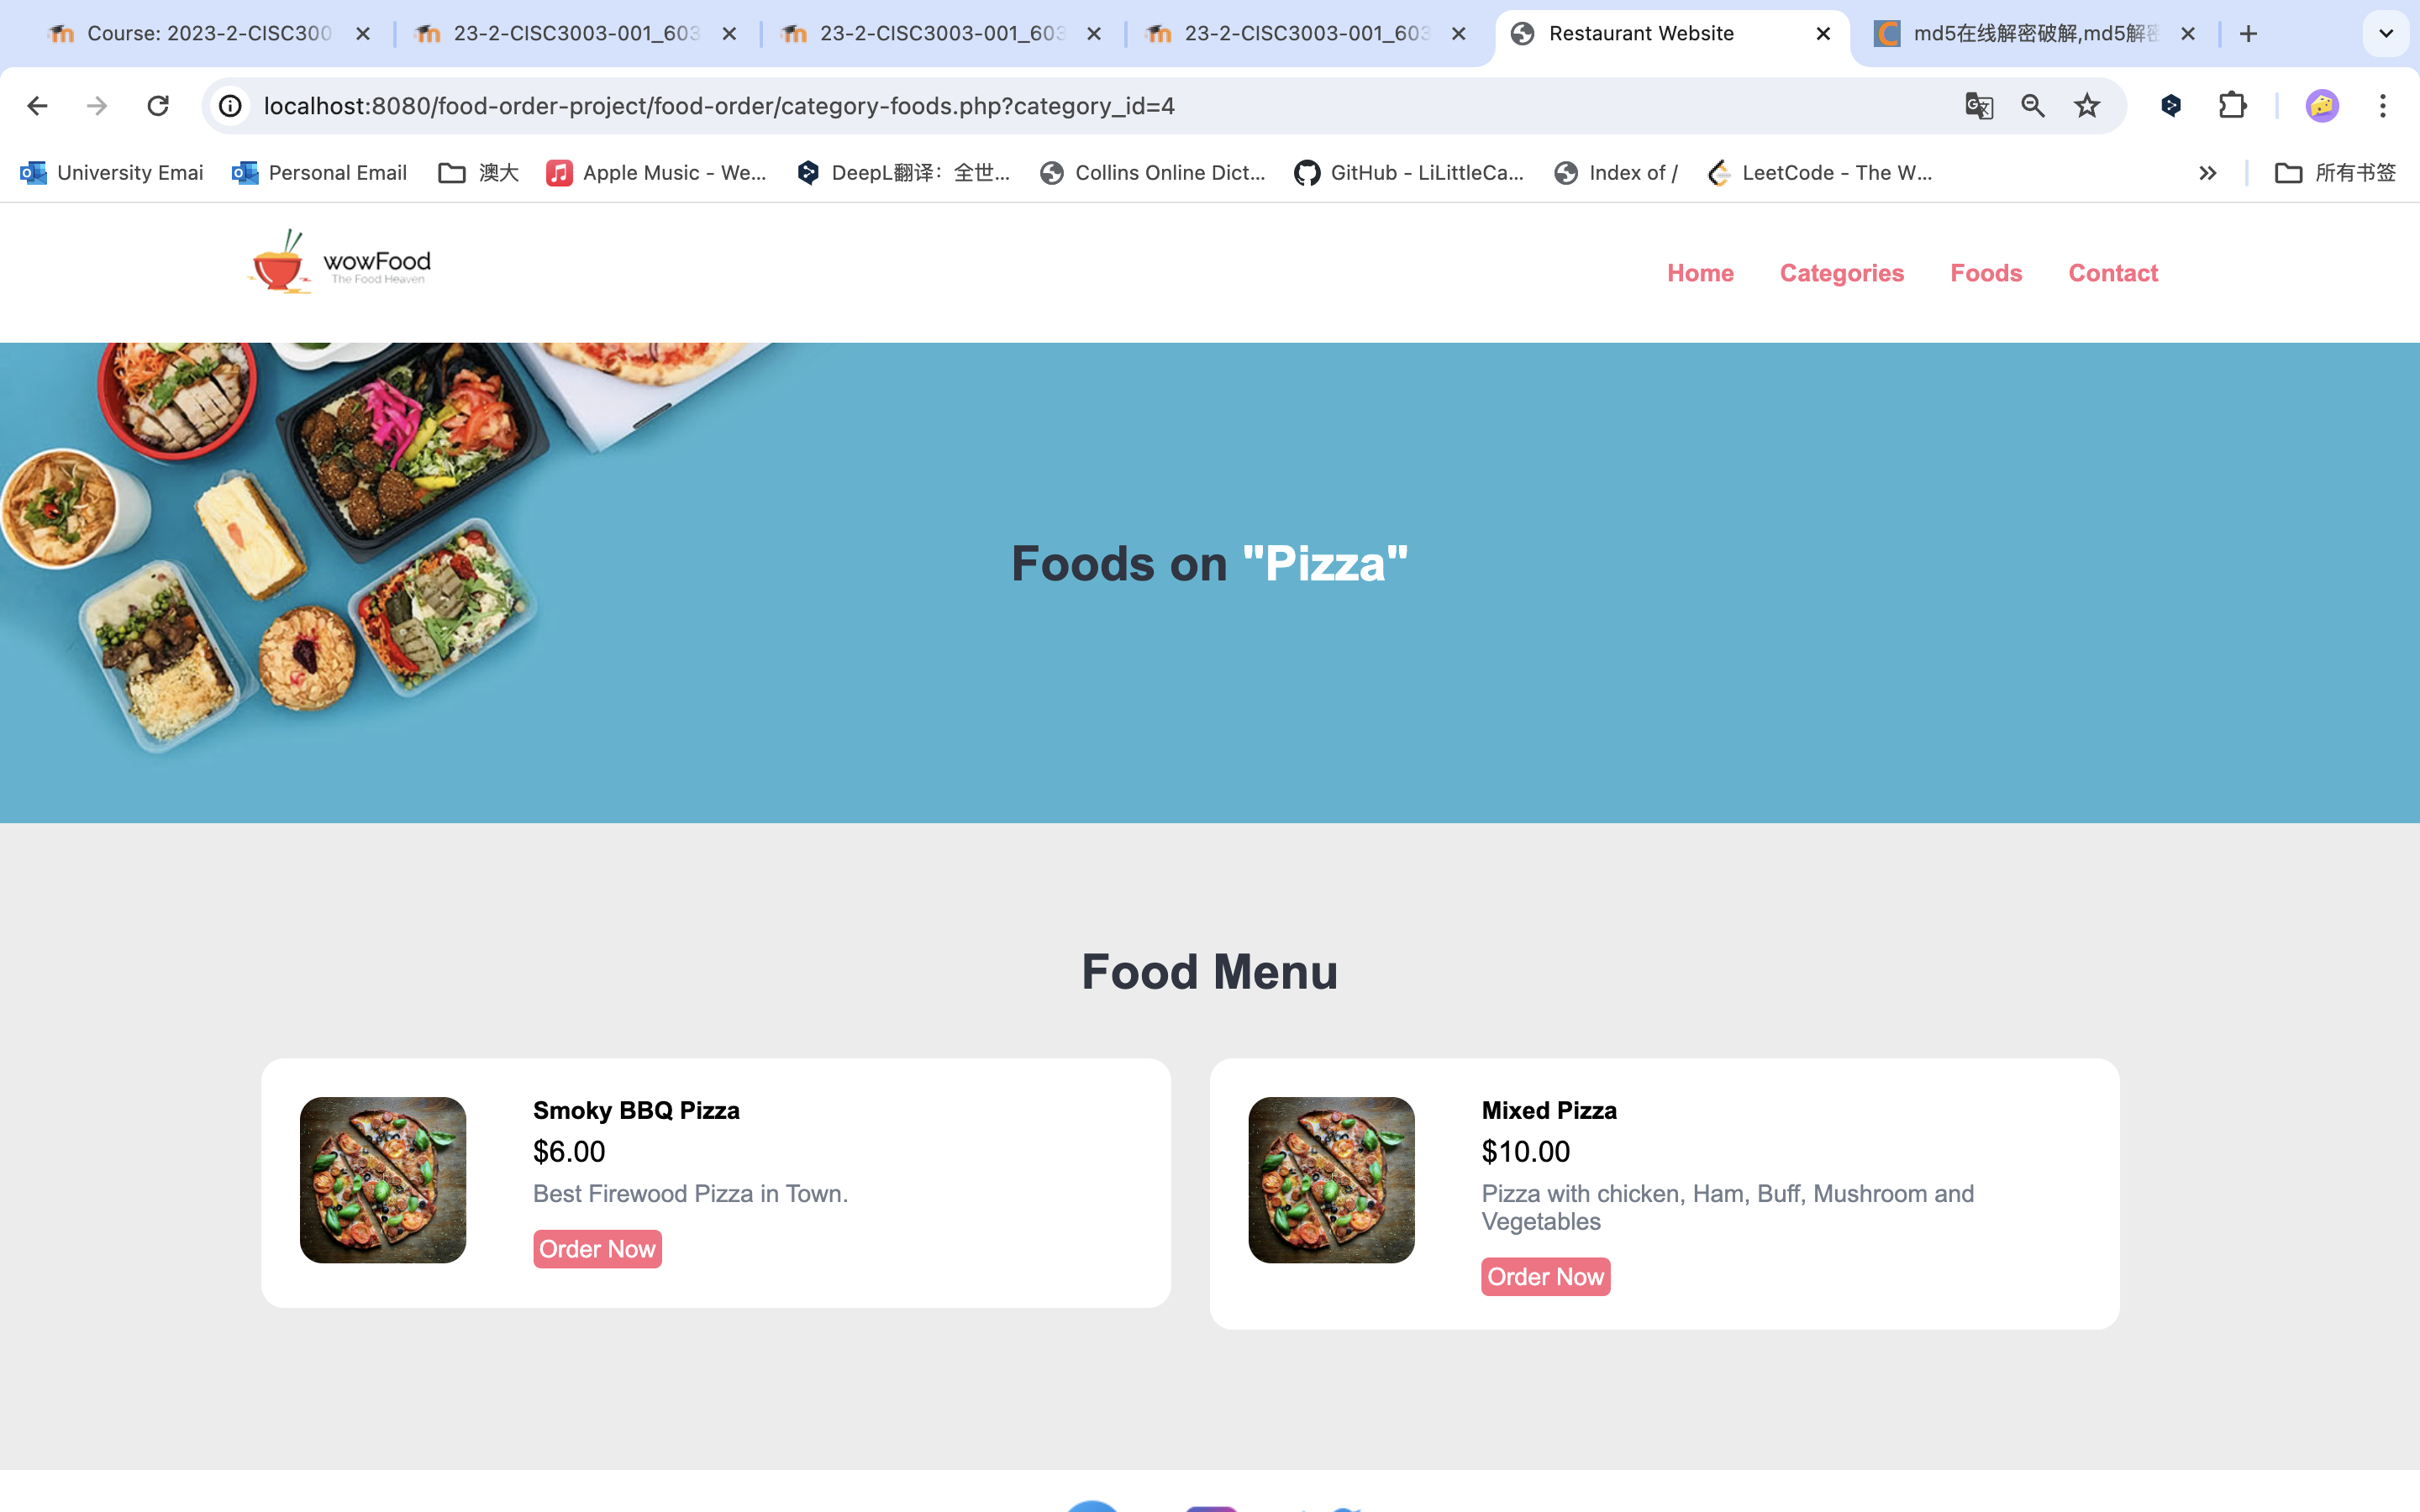 Course: 2023-2-CISC300
23-2-CISC3003-001_603
23-2-CISC3003-001_603
23-2-CISC3003-001_603
Restaurant Website
md5在线解密破解,md5解密
localhost:8080/food-order-project/food-order/category-foods.php?category_id=4
University Emai
Personal Email
澳大
Apple Music - We...
DeepL翻译：全世...
Collins Online Dict...
GitHub - LiLittleCa...
Index of /
LeetCode - The W...
所有书签
wowFood
The Food Heaven
Home
Categories
Foods
Contact
Foods on "Pizza"
Food Menu
Smoky BBQ Pizza
$6.00
Best Firewood Pizza in Town.
Order Now
Mixed Pizza
$10.00
Pizza with chicken, Ham, Buff, Mushroom and
Vegetables
Order Now